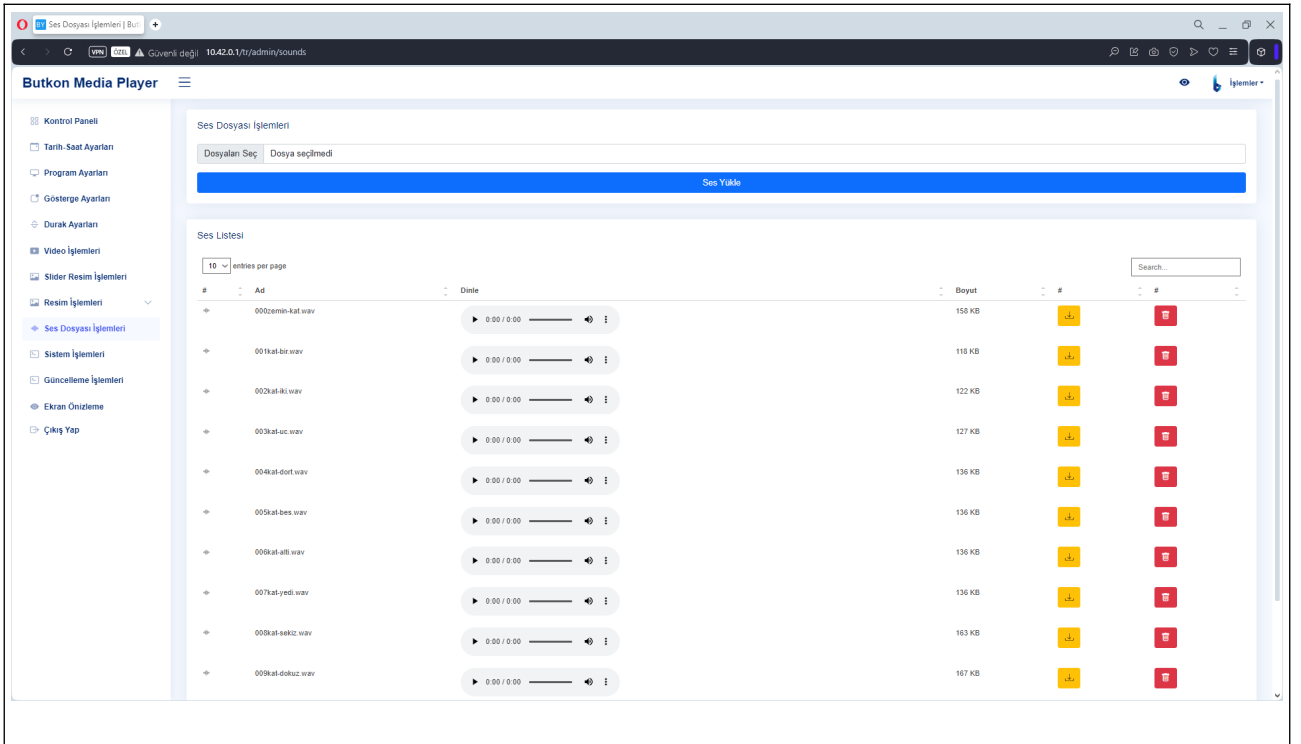 BY Ses Dosyası İşlemleri | But
VPN ÖZEL Güvenli değil 10.42.0.1/tr/admin/sounds
Butkon Media Player
İşlemler
Kontrol Paneli
Tarih-Saat Ayarları
Program Ayarları
Gösterge Ayarları
Durak Ayarları
Video İşlemleri
Slider Resim İşlemleri
Resim İşlemleri
Ses Dosyası İşlemleri
Sistem İşlemleri
Güncelleme İşlemleri
Ekran Önizleme
Çıkış Yap
Ses Dosyası İşlemleri
Dosyaları Seç Dosya seçilmedi
Ses Yükle
Ses Listesi
10 entries per page
Search...
# Ad Dinle Boyut # #
000zemin-kat.wav 0:00 / 0:00 158 KB
001kat-bir.wav 0:00 / 0:00 118 KB
002kat-iki.wav 0:00 / 0:00 122 KB
003kat-uc.wav 0:00 / 0:00 127 KB
004kat-dort.wav 0:00 / 0:00 136 KB
005kat-bes.wav 0:00 / 0:00 136 KB
006kat-alti.wav 0:00 / 0:00 136 KB
007kat-yedi.wav 0:00 / 0:00 136 KB
008kat-sekiz.wav 0:00 / 0:00 163 KB
009kat-dokuz.wav 0:00 / 0:00 167 KB